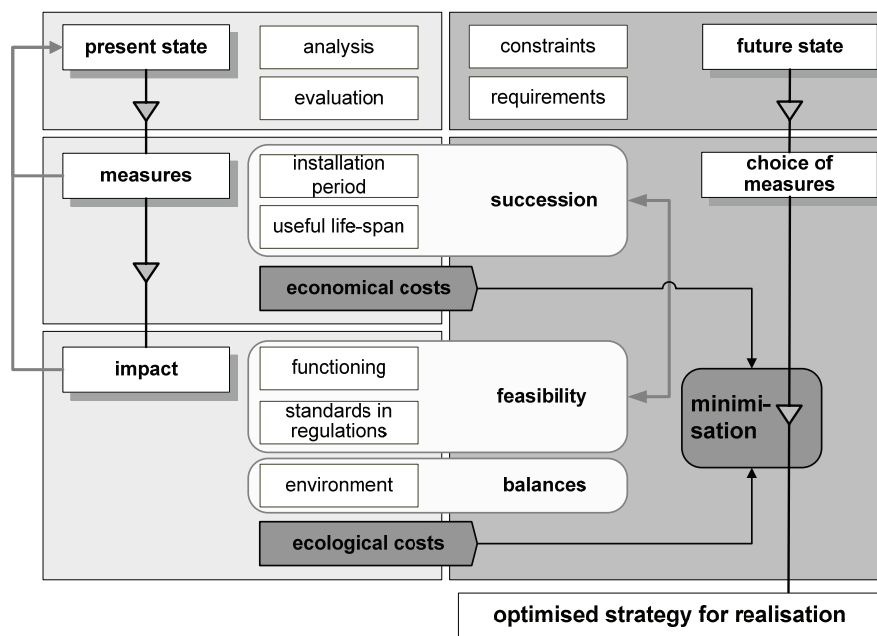 present state
analysis
constraints
future state
evaluation
requirements
measures
installation
period
succession
choice of
measures
useful life-span
economical costs
impact
functioning
feasibility
minimi-
sation
standards in
regulations
environment
balances
ecological costs
optimised strategy for realisation